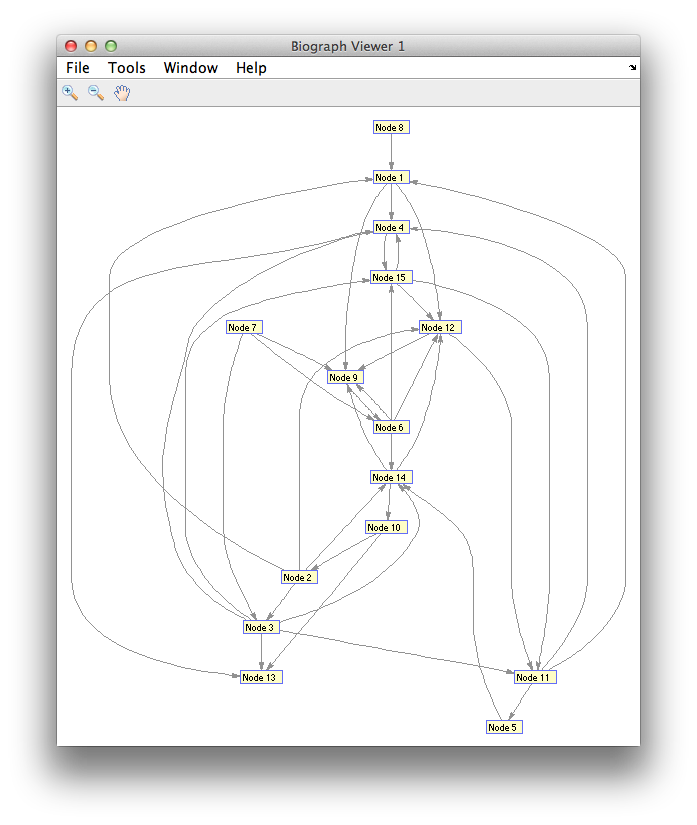 Biograph Viewer 1
File Tools Window Help
Node 8
Node 1
Node 4
Node 15
Node 7
Node 12
Node 9
Node 6
Node 14
Node 10
Node 2
Node 3
Node 13
Node 11
Node 5